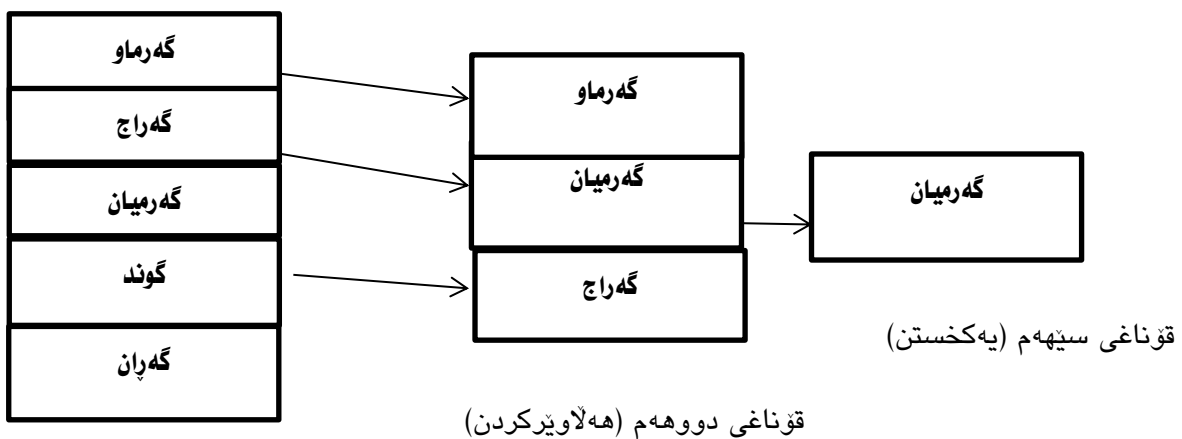 گەرماو
گەراج
گەرمیان
گوند
گەڕان
گەرماو
گەرمیان
گەراج
گەرمیان
قۆناغی سێهەم (یەکخستن)
قۆناغی دووهەم (هەڵاوێرکردن)